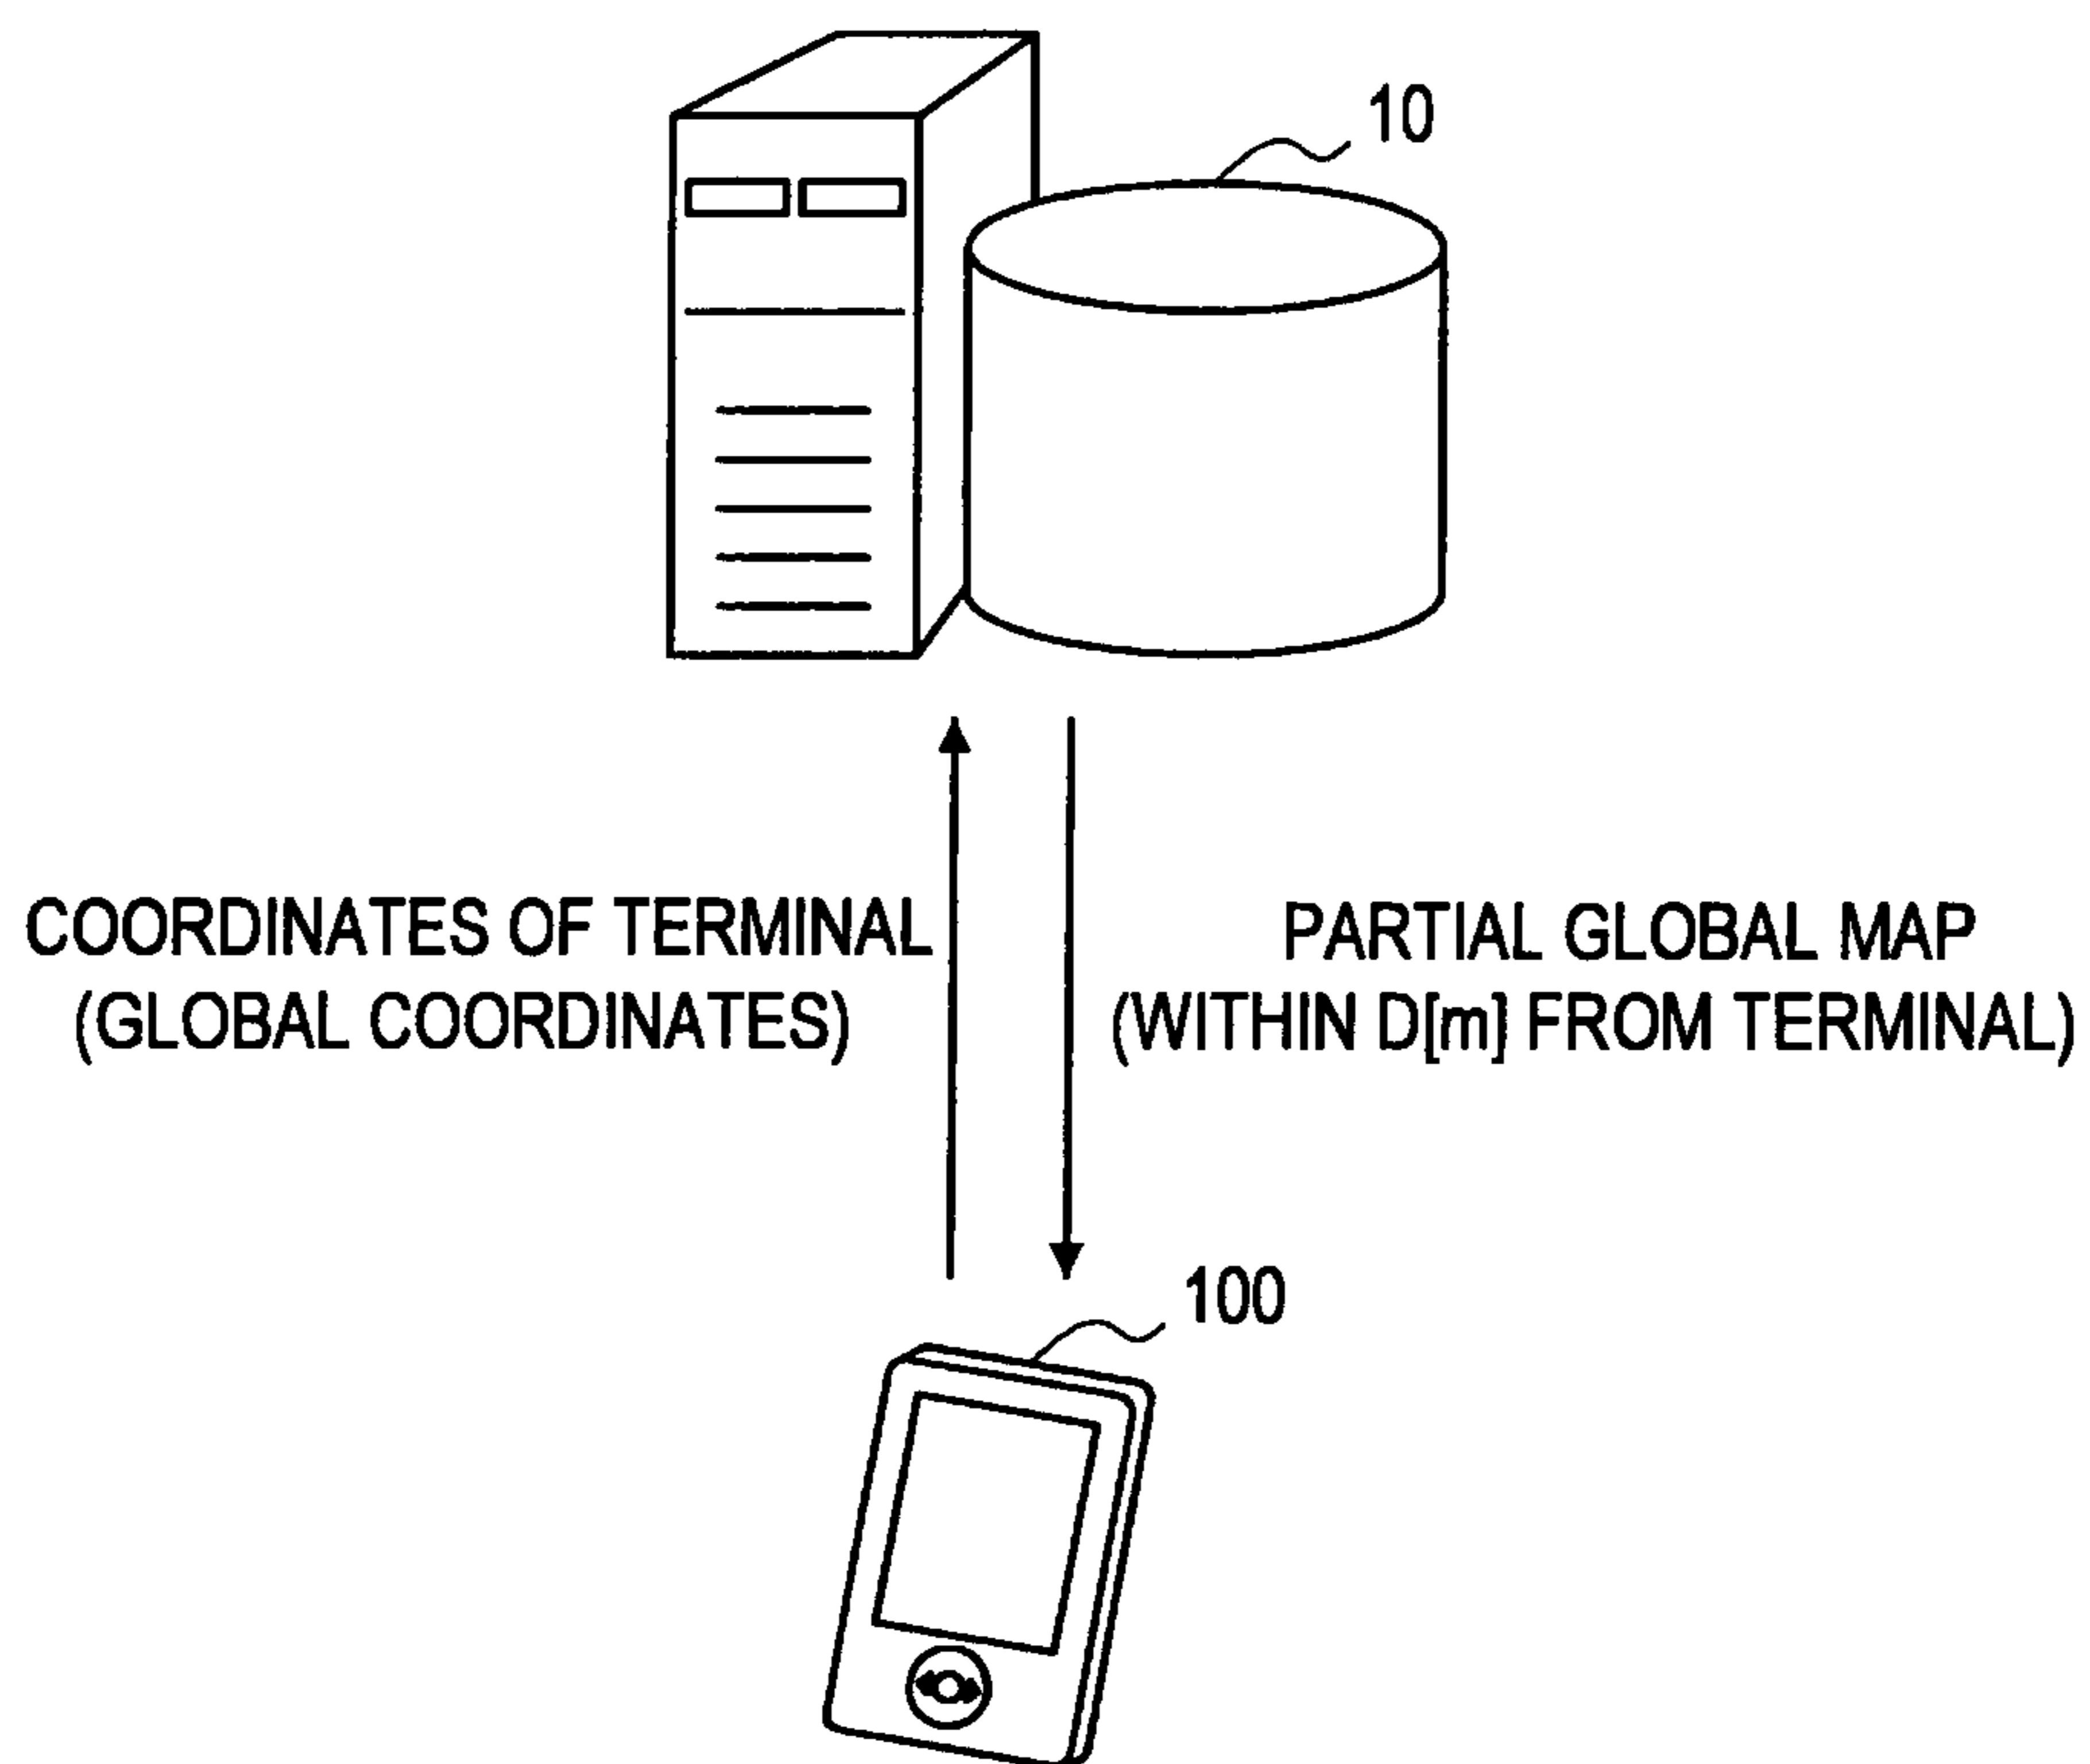 10
COORDINATES OF TERMINAL
(GLOBAL COORDINATES)
PARTIAL GLOBAL MAP
(WITHIN D[m] FROM TERMINAL)
100